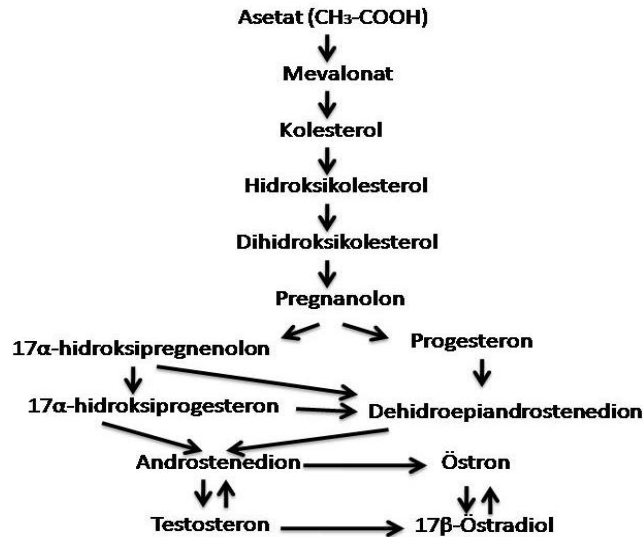 Asetat (CH₃-COOH)
Mevalonat
Kolesterol
Hidroksikolesterol
Dihidroksikolesterol
Pregnanolon
17α-hidroksipregnenolon
Progesteron
17α-hidroksiprogesteron
Dehidroepiandrostenedion
Androstenedion
Östron
Testosteron
17β-Östradiol